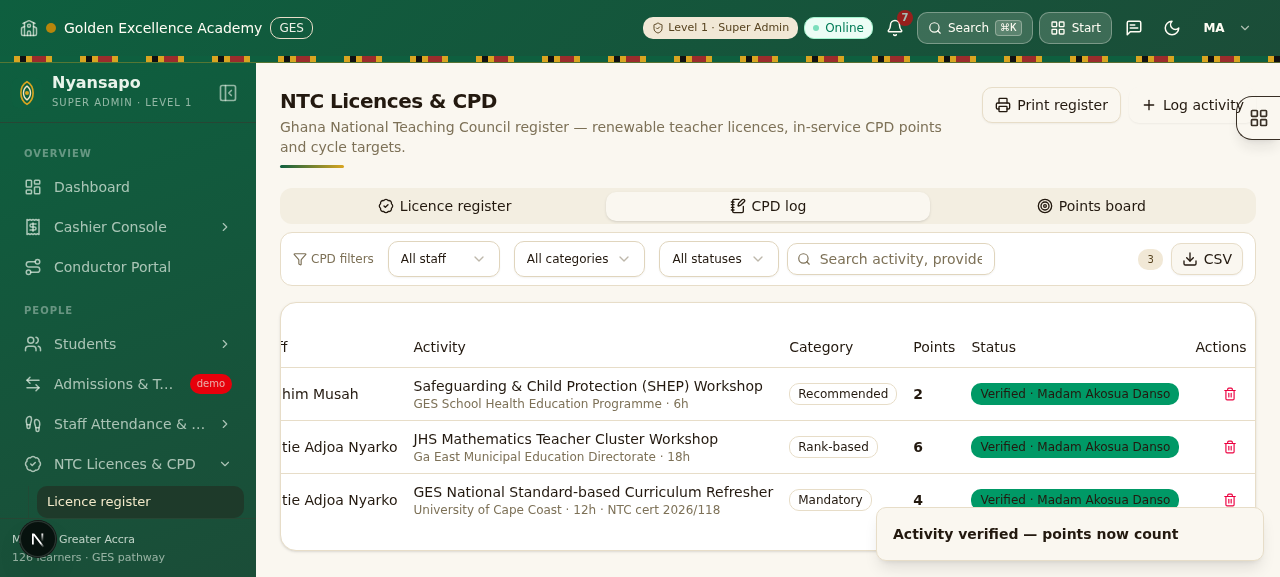 Golden Excellence Academy GES
Level 1 · Super Admin
Online
7
Search ⌘K
Start
MA
Nyansapo
SUPER ADMIN · LEVEL 1
OVERVIEW
Dashboard
Cashier Console
Conductor Portal
PEOPLE
Students
Admissions & T... demo
Staff Attendance & ...
NTC Licences & CPD
Licence register
Greater Accra
learners · GES pathway
N
NTC Licences & CPD
Ghana National Teaching Council register — renewable teacher licences, in-service CPD points
and cycle targets.
Print register
Log activity
Licence register
CPD log
Points board
CPD filters
All staff
All categories
All statuses
Search activity, provide
3
CSV
ff Activity Category Points Status Actions
him Musah Safeguarding & Child Protection (SHEP) Workshop Recommended 2 Verified · Madam Akosua Danso
GES School Health Education Programme · 6h
tie Adjoa Nyarko JHS Mathematics Teacher Cluster Workshop Rank-based 6 Verified · Madam Akosua Danso
Ga East Municipal Education Directorate · 18h
tie Adjoa Nyarko GES National Standard-based Curriculum Refresher Mandatory 4 Verified · Madam Akosua Danso
University of Cape Coast · 12h · NTC cert 2026/118
Activity verified — points now count